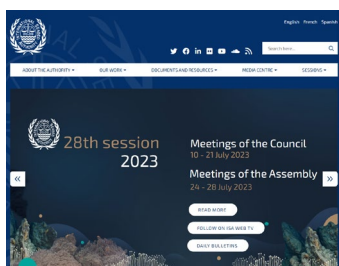 English French Spanish
Search here...
ABOUT THE AUTHORITY
OUR WORK
DOCUMENTS AND RESOURCES
MEDIA CENTRE
SESSIONS
28th session
2023
Meetings of the Council
10 - 21 July 2023
Meetings of the Assembly
24 - 28 July 2023
READ MORE
FOLLOW ON ISA WEB TV
DAILY BULLETINS